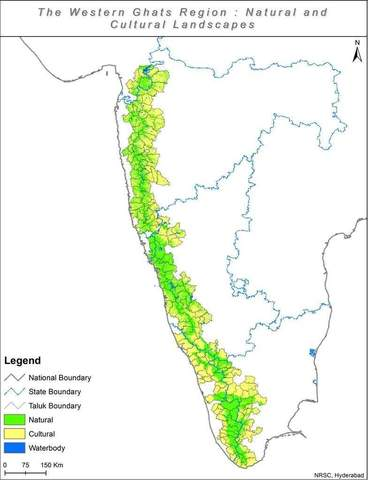 The Western Ghats Region : Natural and
Cultural Landscapes
N
Legend
National Boundary
State Boundary
Taluk Boundary
Natural
Cultural
Waterbody
0 75 150 Km
NRSC, Hyderabad